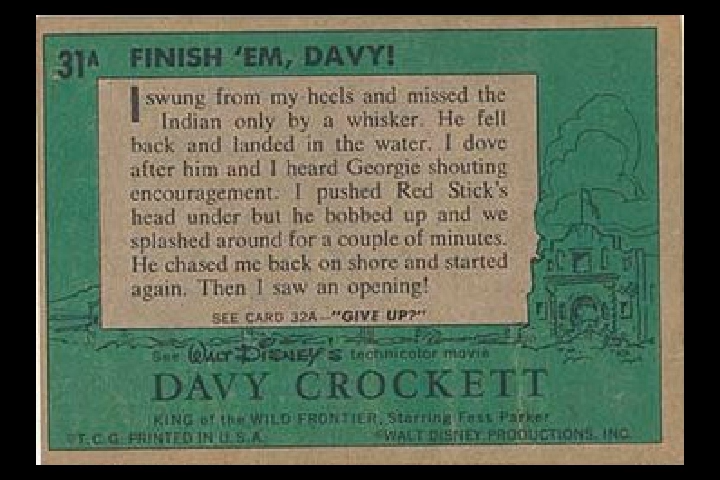 31A FINISH 'EM, DAVY!
I swung from my heels and missed the
Indian only by a whisker. He fell
back and landed in the water. I dove
after him and I heard Georgie shouting
encouragement. I pushed Red Stick's
head under but he bobbed up and we
splashed around for a couple of minutes.
He chased me back on shore and started
again. Then I saw an opening!
SEE CARD 32A—"GIVE UP?"
See WALT DISNEY'S technicolor movie
DAVY CROCKETT
KING of the WILD FRONTIER, Starring Fess Parker
©T.C.G. PRINTED IN U.S.A. ©WALT DISNEY PRODUCTIONS, INC.